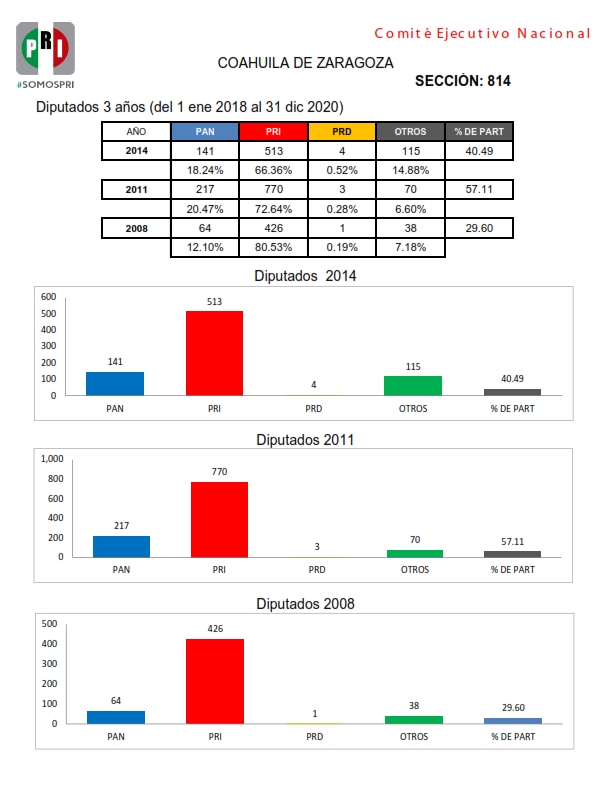 PRI
#SOMOSPRI
Comité Ejecutivo Nacional
COAHUILA DE ZARAGOZA
SECCIÓN: 814
Diputados 3 años (del 1 ene 2018 al 31 dic 2020)
AÑO PAN PRI PRD OTROS % DE PART
2014 141 513 4 115 40.49
18.24% 66.36% 0.52% 14.88%
2011 217 770 3 70 57.11
20.47% 72.64% 0.28% 6.60%
2008 64 426 1 38 29.60
12.10% 80.53% 0.19% 7.18%
Diputados 2014
600
500
400
300
200
100
0
141 513 4 115 40.49
PAN PRI PRD OTROS % DE PART
Diputados 2011
1,000
800
600
400
200
0
217 770 3 70 57.11
PAN PRI PRD OTROS % DE PART
Diputados 2008
500
400
300
200
100
0
64 426 1 38 29.60
PAN PRI PRD OTROS % DE PART